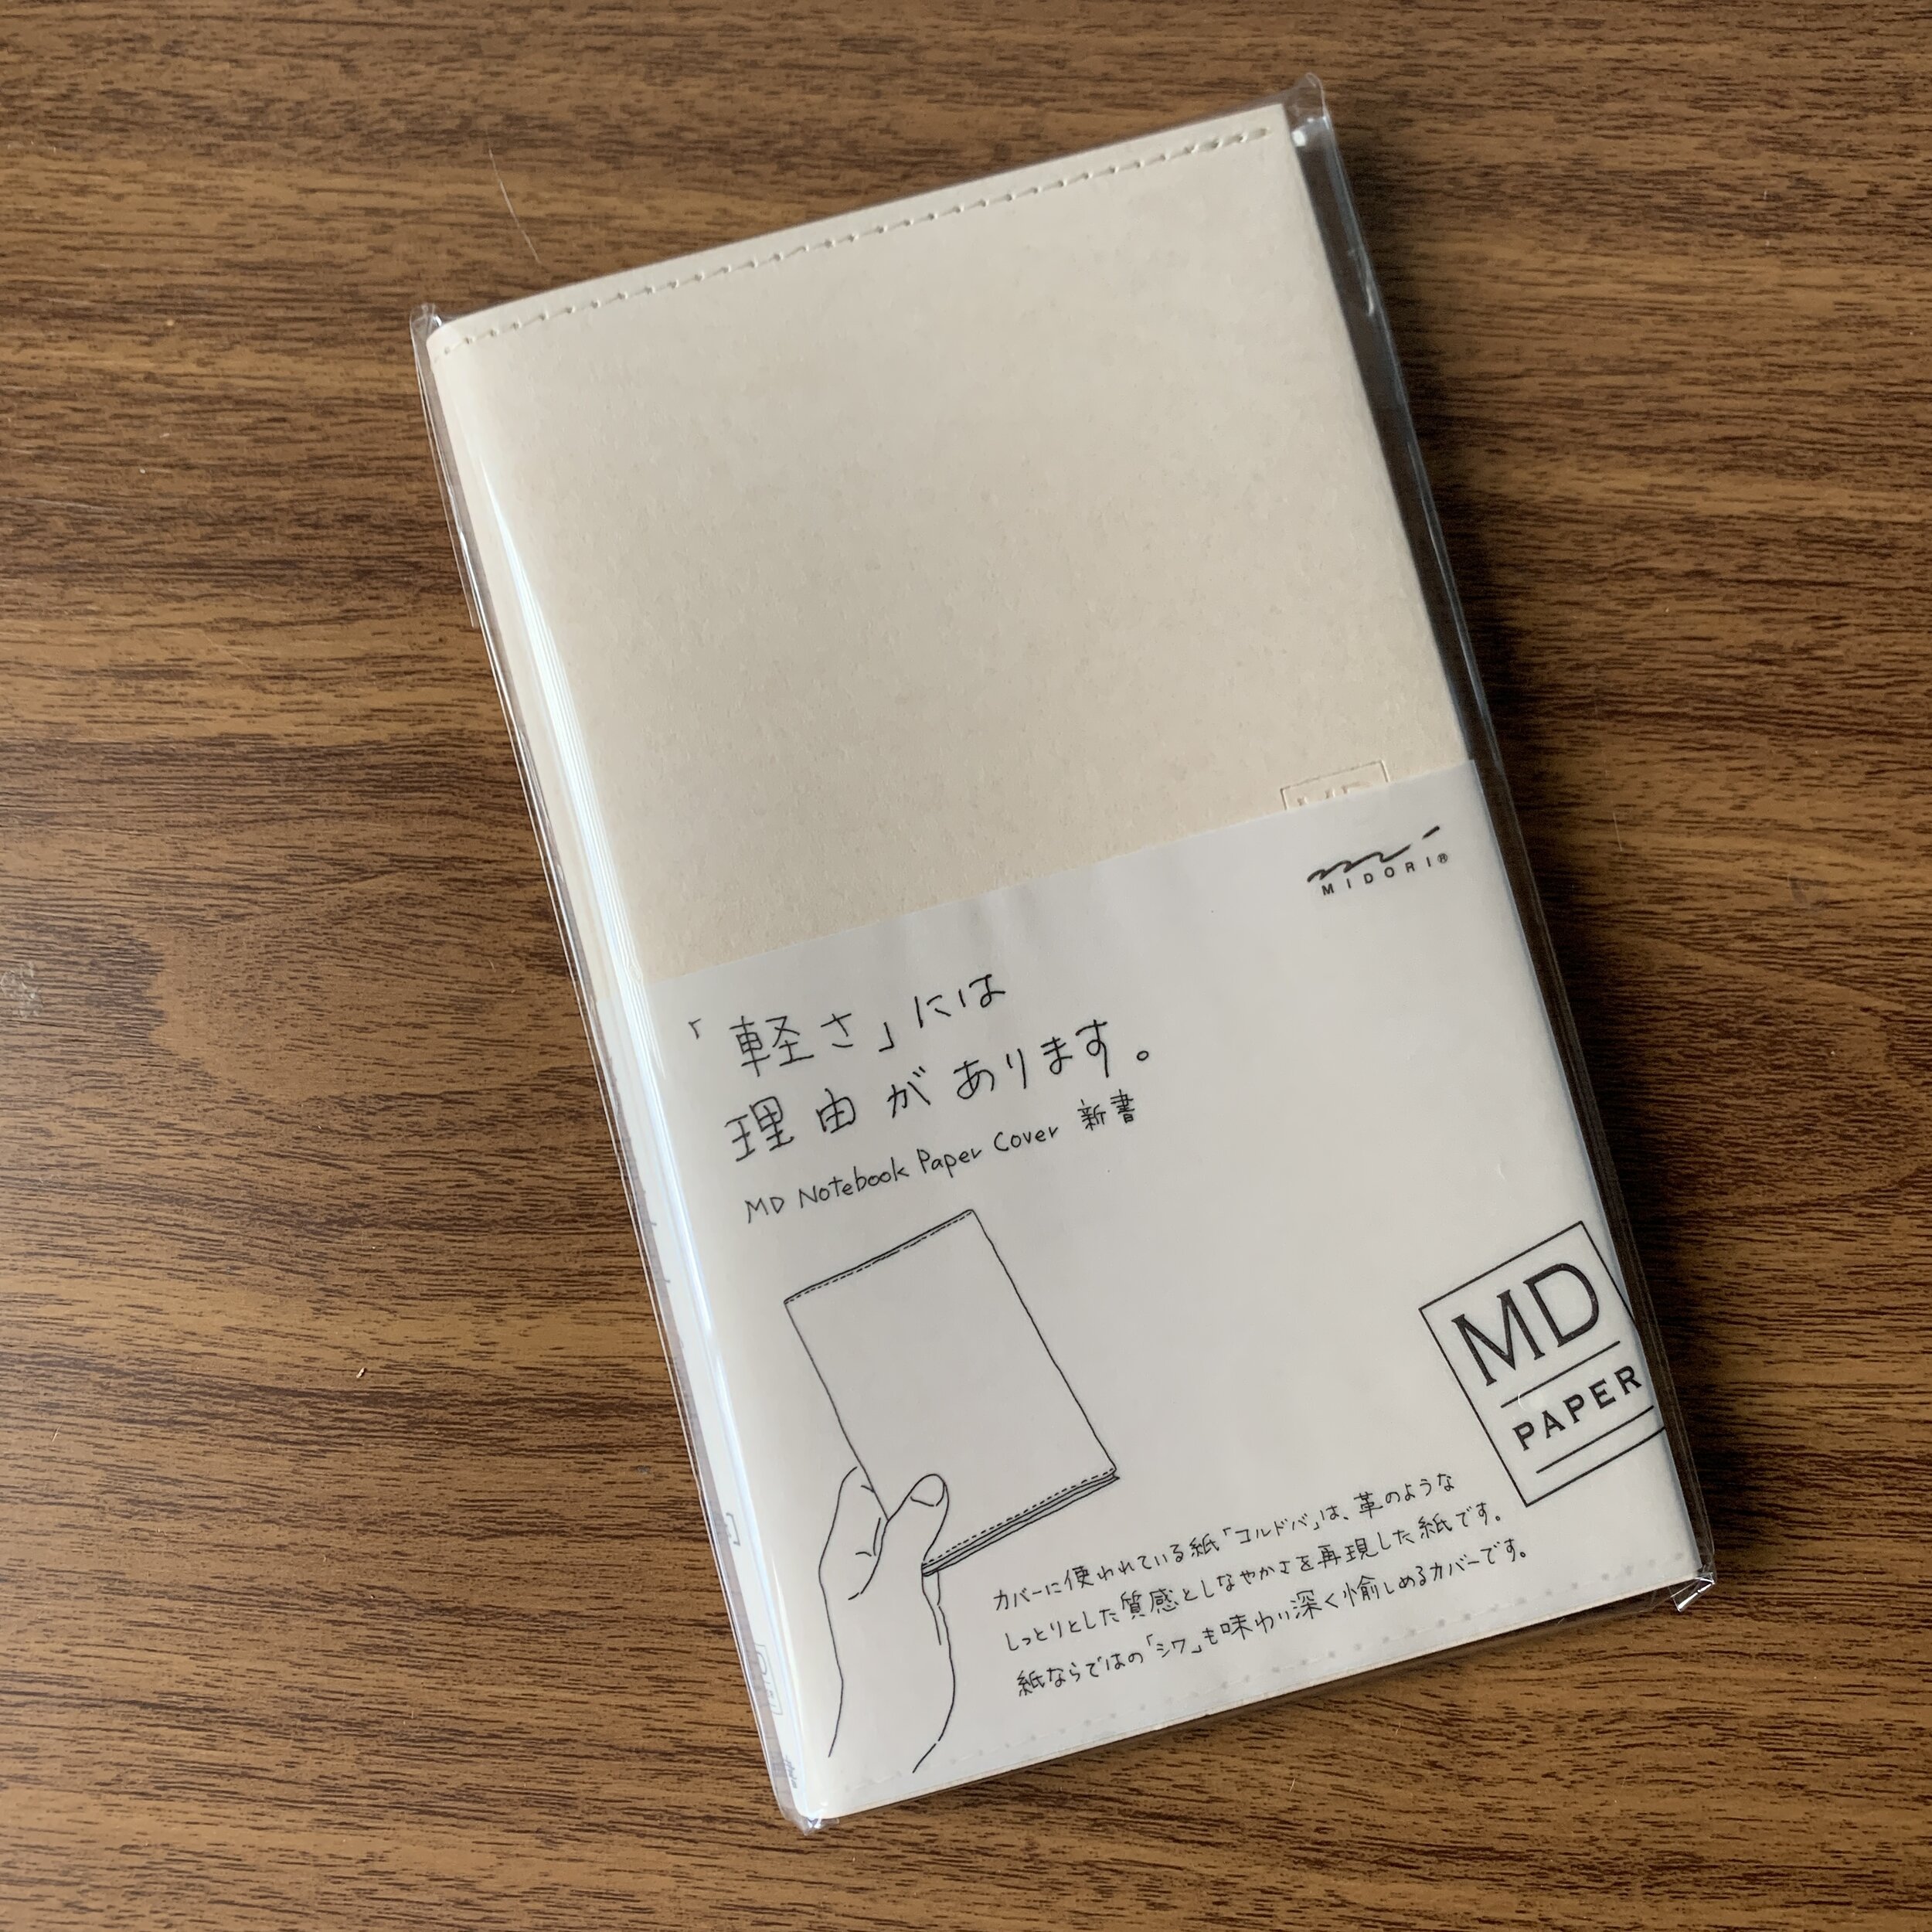 MIDORI®
「軽さ」には
理由があります。
MD Notebook Paper Cover 新書
MD
PAPER
カバーに使われている紙「コルドバ」は、革のような
しっとりとした質感としなやかさを再現した紙です。
紙ならではの「シワ」も味わい深く愉しめるカバーです。